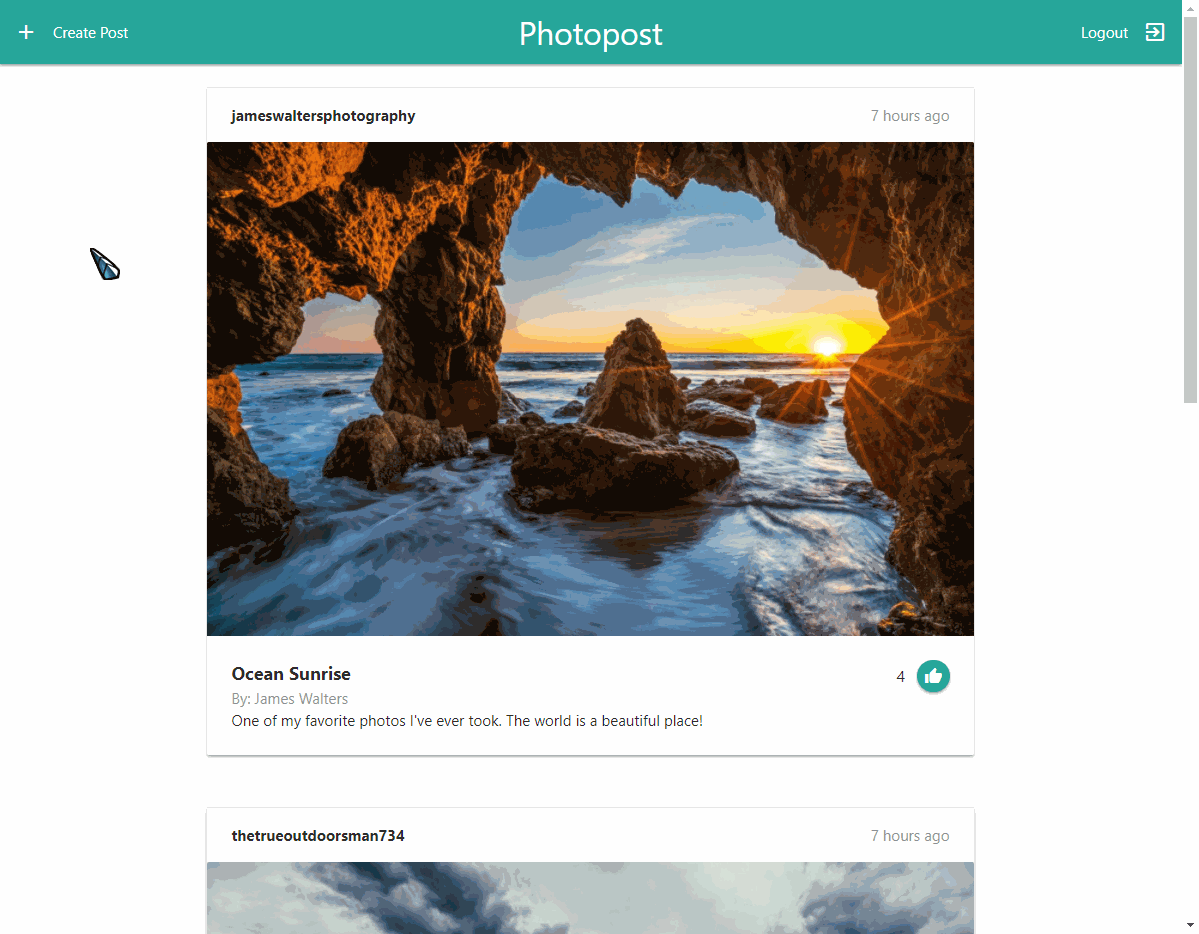 Create Post
Photopost
Logout
jameswaltersphotography
7 hours ago
Ocean Sunrise
4
By: James Walters
One of my favorite photos I've ever took. The world is a beautiful place!
thetrueoutdoorsman734
7 hours ago